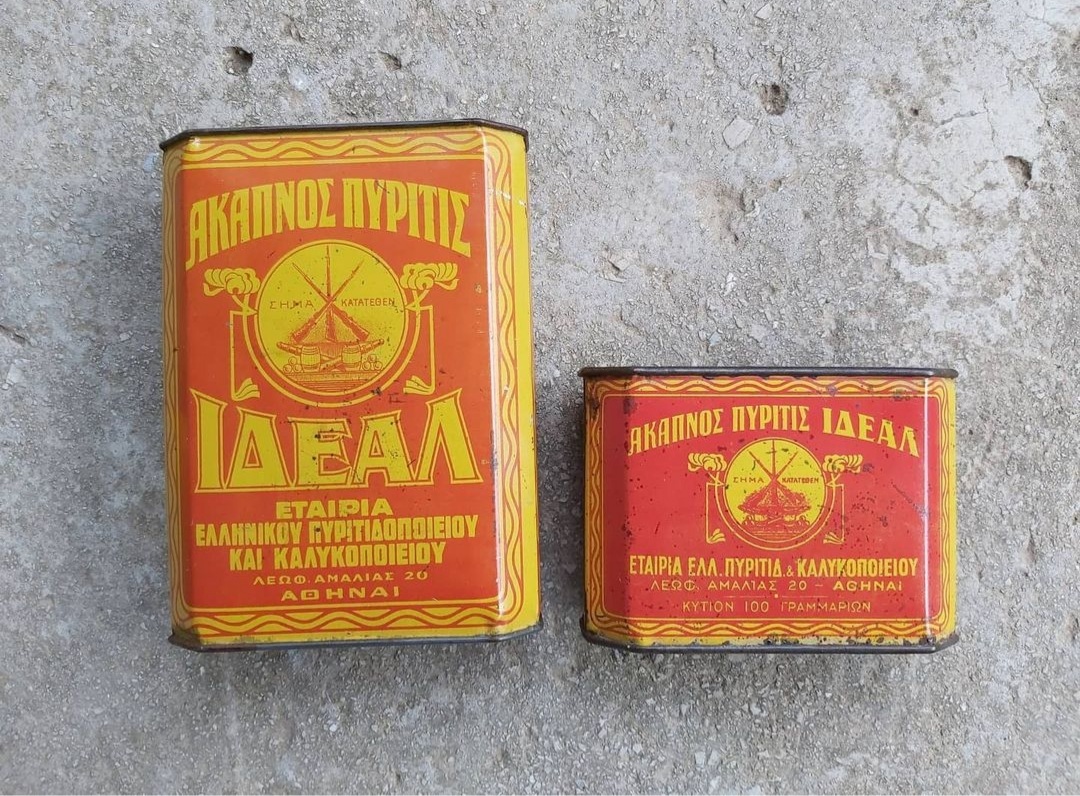 ΑΚΑΠΝΟΣ ΠΥΡΙΤΙΣ
ΣΗΜΑ ΚΑΤΑΤΕΘΕΝ
ΙΔΕΑΛ
ΕΤΑΙΡΙΑ
ΕΛΛΗΝΙΚΟΥ ΠΥΡΙΤΙΔΟΠΟΙΕΙΟΥ
ΚΑΙ ΚΑΛΥΚΟΠΟΙΕΙΟΥ
ΛΕΩΦ. ΑΜΑΛΙΑΣ 20
ΑΘΗΝΑΙ
ΑΚΑΠΝΟΣ ΠΥΡΙΤΙΣ ΙΔΕΑΛ
ΣΗΜΑ ΚΑΤΑΤΕΘΕΝ
ΕΤΑΙΡΙΑ ΕΛΛ. ΠΥΡΙΤΙΔ. & ΚΑΛΥΚΟΠΟΙΕΙΟΥ
ΛΕΩΦ. ΑΜΑΛΙΑΣ 20 - ΑΘΗΝΑΙ
ΚΥΤΙΟΝ 100 ΓΡΑΜΜΑΡΙΩΝ